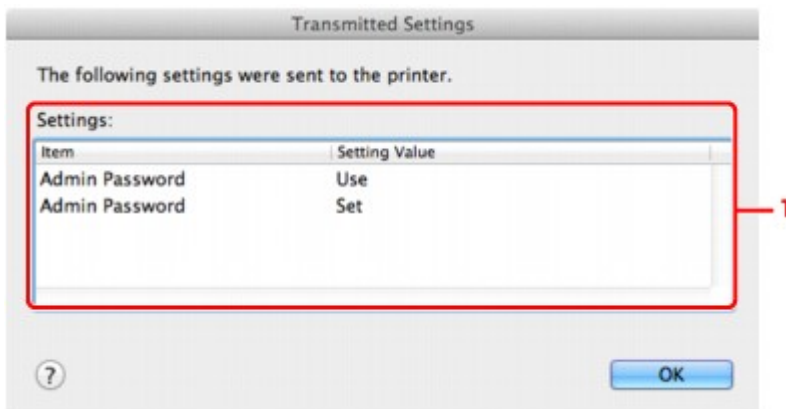 Transmitted Settings
The following settings were sent to the printer.
Settings:
Item Setting Value
Admin Password Use
Admin Password Set
1
? OK